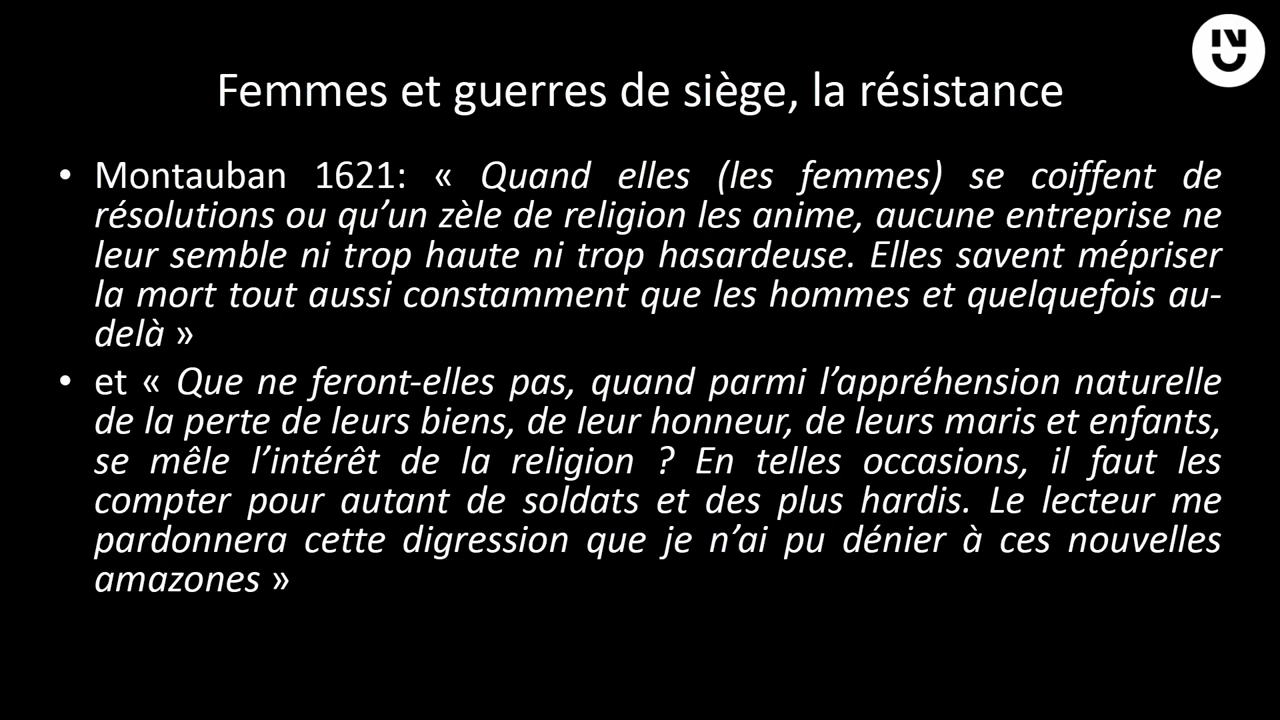 INU
Femmes et guerres de siège, la résistance
• Montauban 1621: « Quand elles (les femmes) se coiffent de
résolutions ou qu’un zèle de religion les anime, aucune entreprise ne
leur semble ni trop haute ni trop hasardeuse. Elles savent mépriser
la mort tout aussi constamment que les hommes et quelquefois au-
delà »
• et « Que ne feront-elles pas, quand parmi l’appréhension naturelle
de la perte de leurs biens, de leur honneur, de leurs maris et enfants,
se mêle l’intérêt de la religion ? En telles occasions, il faut les
compter pour autant de soldats et des plus hardis. Le lecteur me
pardonnera cette digression que je n’ai pu dénier à ces nouvelles
amazones »